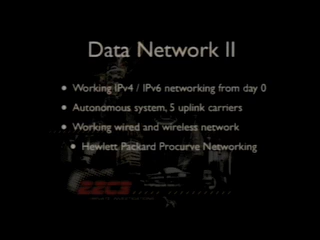 Data Network II
Working IPv4 / IPv6 networking from day 0
Autonomous system, 5 uplink carriers
Working wired and wireless network
Hewlett Packard Procurve Networking
22C3